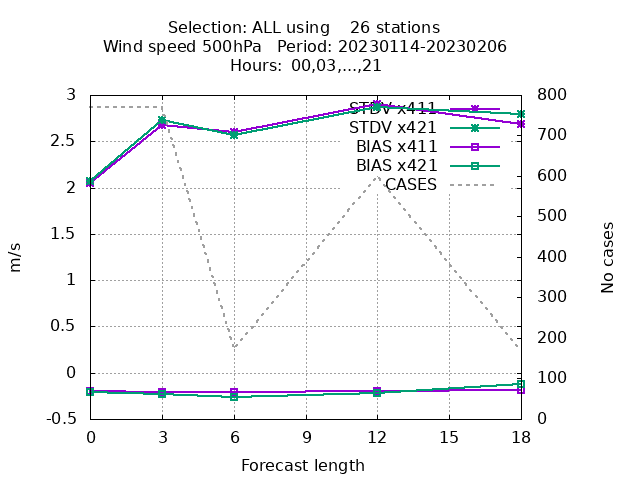 Selection: ALL using    26 stations
Wind speed 500hPa   Period: 20230114-20230206
Hours:  00,03,...,21
3
2.5
2
1.5
1
0.5
0
-0.5
m/s
800
700
600
500
400
300
200
100
0
No cases
STDV x411
STDV x421
BIAS x411
BIAS x421
CASES
0 3 6 9 12 15 18
Forecast length